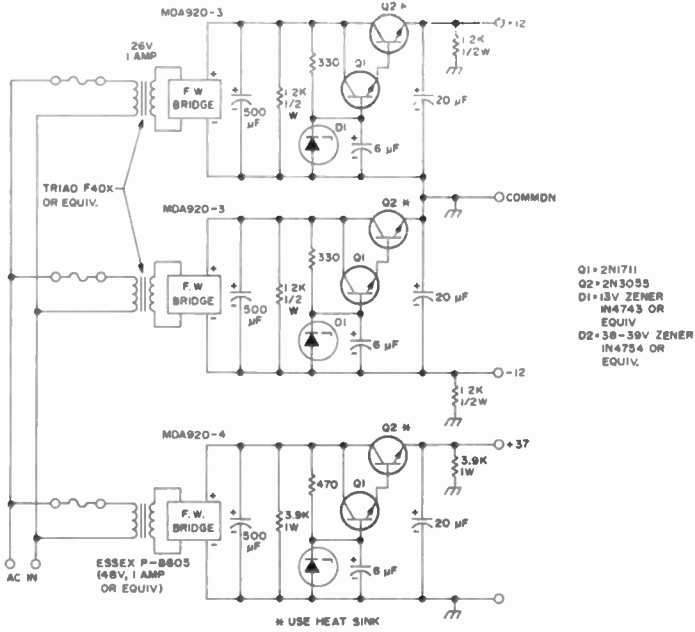 MDA920-3
Q2 *
+12
26V
1 AMP
1.2K
1/2 W
330
Q1
F.W.
BRIDGE
+
-
+
-
500
µF
1.2K
1/2
W
D1
+
-
6 µF
+
-
20 µF
TRIAD F40X
OR EQUIV.
COMMON
MDA920-3
Q2 *
330
Q1
F.W.
BRIDGE
+
-
+
-
500
µF
1.2K
1/2
W
D1
+
-
6 µF
+
-
20 µF
Q1=2N1711
Q2=2N3055
D1=13V ZENER
IN4743 OR
EQUIV
D2=38-39V ZENER
IN4754 OR
EQUIV.
-12
1.2K
1/2W
MDA920-4
Q2 *
+37
3.9K
1W
470
Q1
F.W.
BRIDGE
+
-
+
-
500
µF
3.9K
1W
+
-
6 µF
+
-
20 µF
AC IN
ESSEX P-8605
(48V, 1 AMP
OR EQUIV)
* USE HEAT SINK